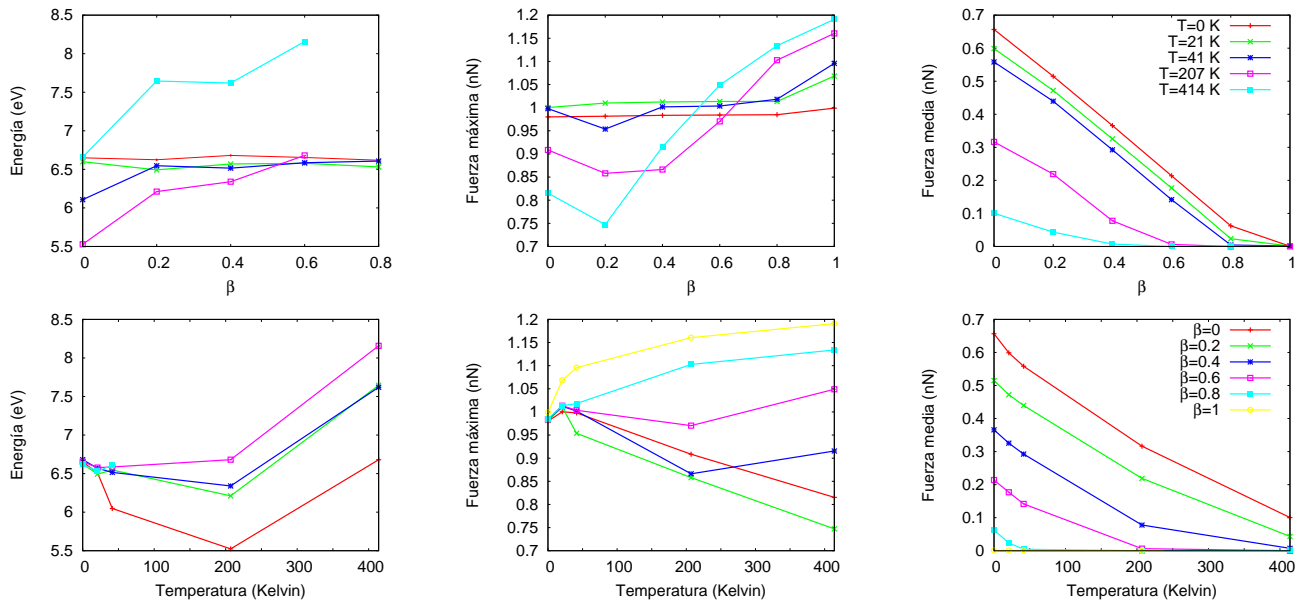 8.5
8
7.5
7
6.5
6
5.5
Energía (eV)
0 0.2 0.4 0.6 0.8
β
1.2
1.15
1.1
1.05
1
0.95
0.9
0.85
0.8
0.75
0.7
Fuerza máxima (nN)
0 0.2 0.4 0.6 0.8 1
β
0.7
0.6
0.5
0.4
0.3
0.2
0.1
0
Fuerza media (nN)
T=0 K
T=21 K
T=41 K
T=207 K
T=414 K
0 0.2 0.4 0.6 0.8 1
β
8.5
8
7.5
7
6.5
6
5.5
Energía (eV)
0 100 200 300 400
Temperatura (Kelvin)
1.2
1.15
1.1
1.05
1
0.95
0.9
0.85
0.8
0.75
0.7
Fuerza máxima (nN)
0 100 200 300 400
Temperatura (Kelvin)
0.7
0.6
0.5
0.4
0.3
0.2
0.1
0
Fuerza media (nN)
β=0
β=0.2
β=0.4
β=0.6
β=0.8
β=1
0 100 200 300 400
Temperatura (Kelvin)